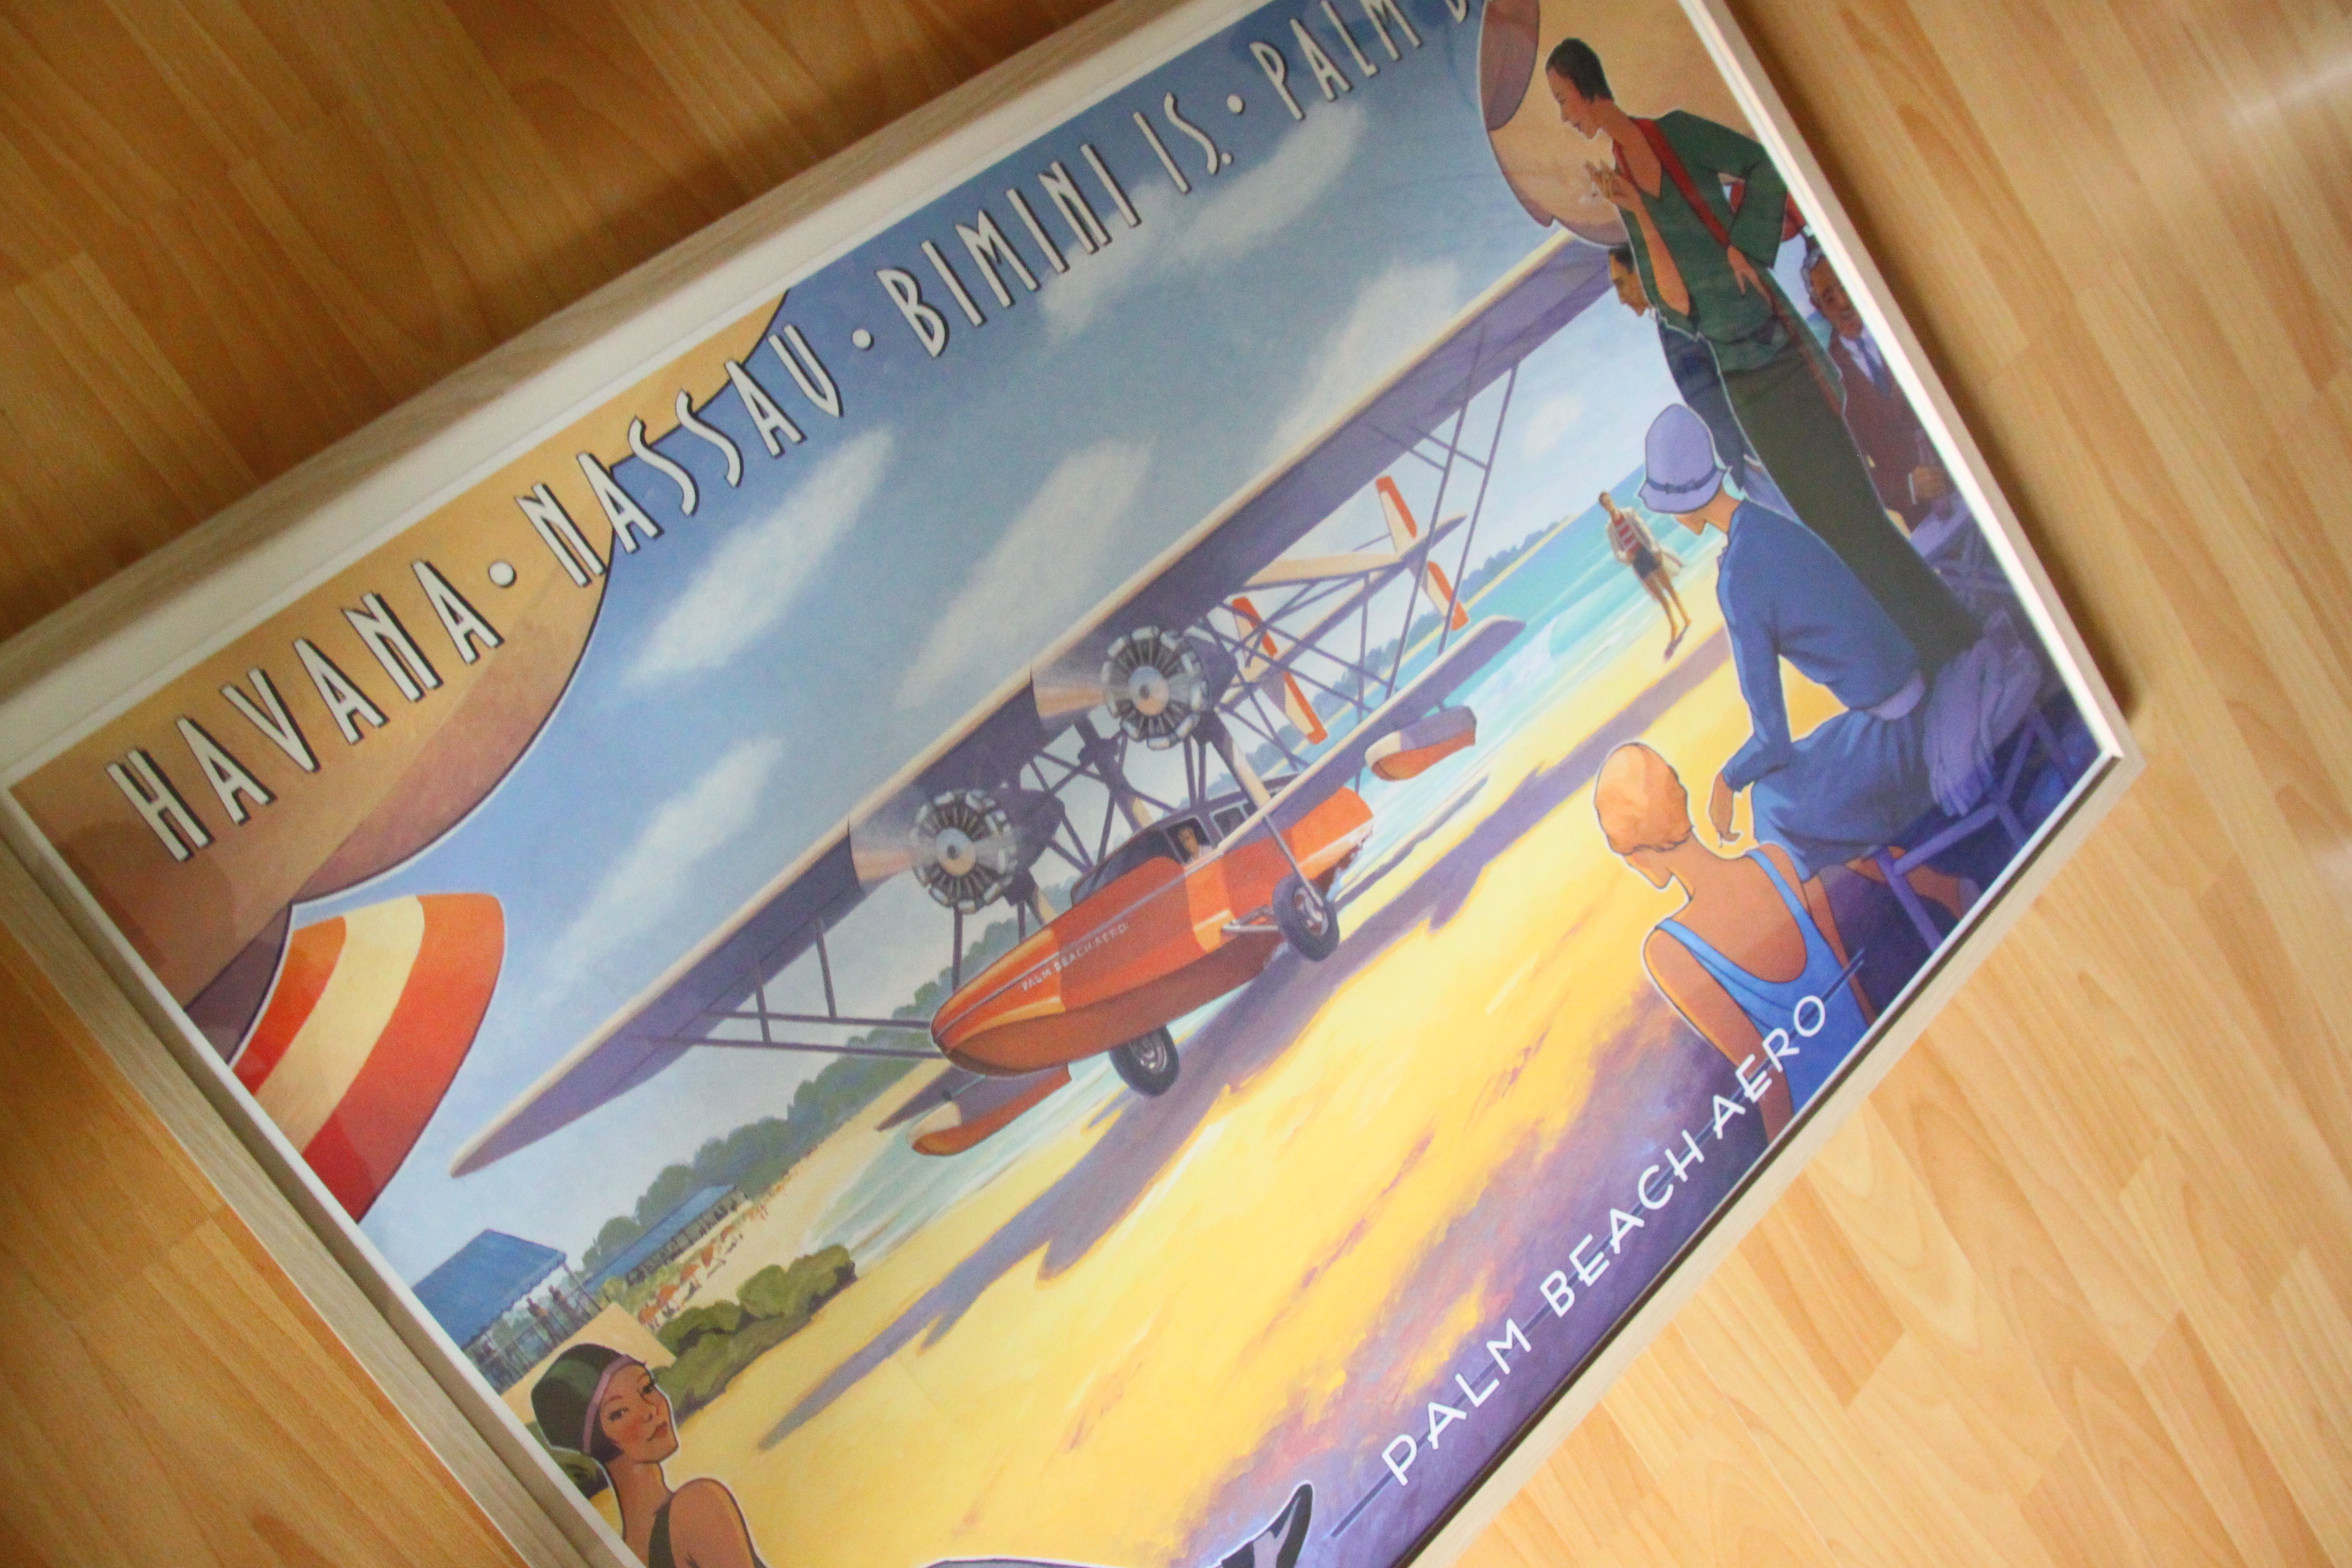 HAVANA • NASSAU • BIMINI IS. • PALM B
PALM BEACH AERO.
PALM BEACH AERO